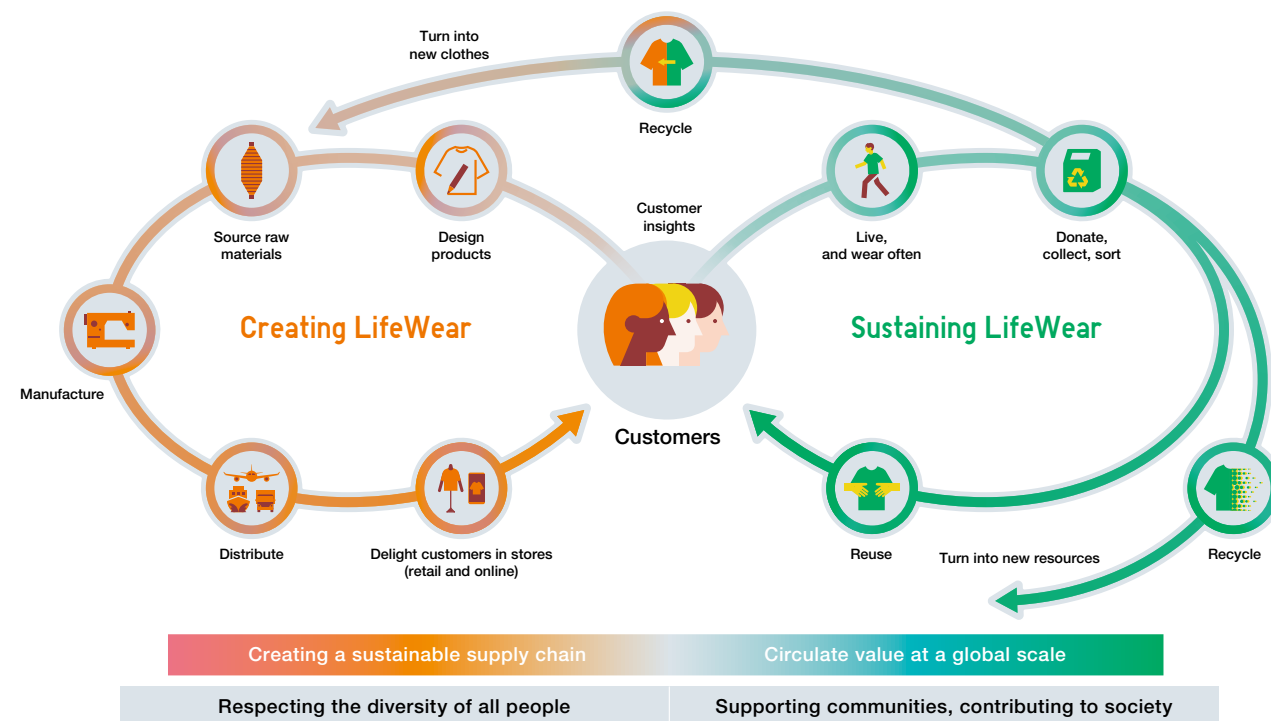 Turn into
new clothes
Recycle
Customer
insights
Source raw
materials
Design
products
Live,
and wear often
Donate,
collect, sort
Creating LifeWear
Sustaining LifeWear
Manufacture
Customers
Distribute
Delight customers in stores
(retail and online)
Reuse
Turn into new resources
Recycle
Creating a sustainable supply chain
Circulate value at a global scale
Respecting the diversity of all people
Supporting communities, contributing to society